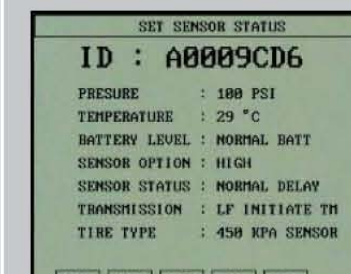 SET SENSOR STATUS
ID : A0009CD6
PRESURE : 100 PSI
TEMPERATURE : 29 °C
BATTERY LEVEL : NORMAL BATT
SENSOR OPTION : HIGH
SENSOR STATUS : NORMAL DELAY
TRANSMISSION : LF INITIATE TM
TIRE TYPE : 450 KPA SENSOR